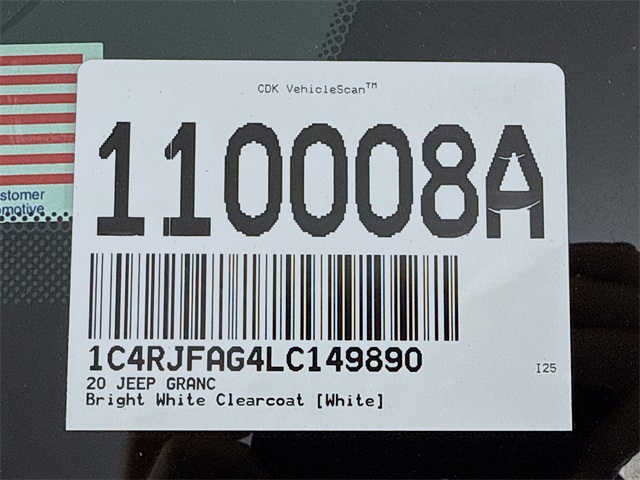 CDK VehicleScan™
110008A
1C4RJFAG4LC149890
20 JEEP GRANC
I25
Bright White Clearcoat [White]
stomer
motive